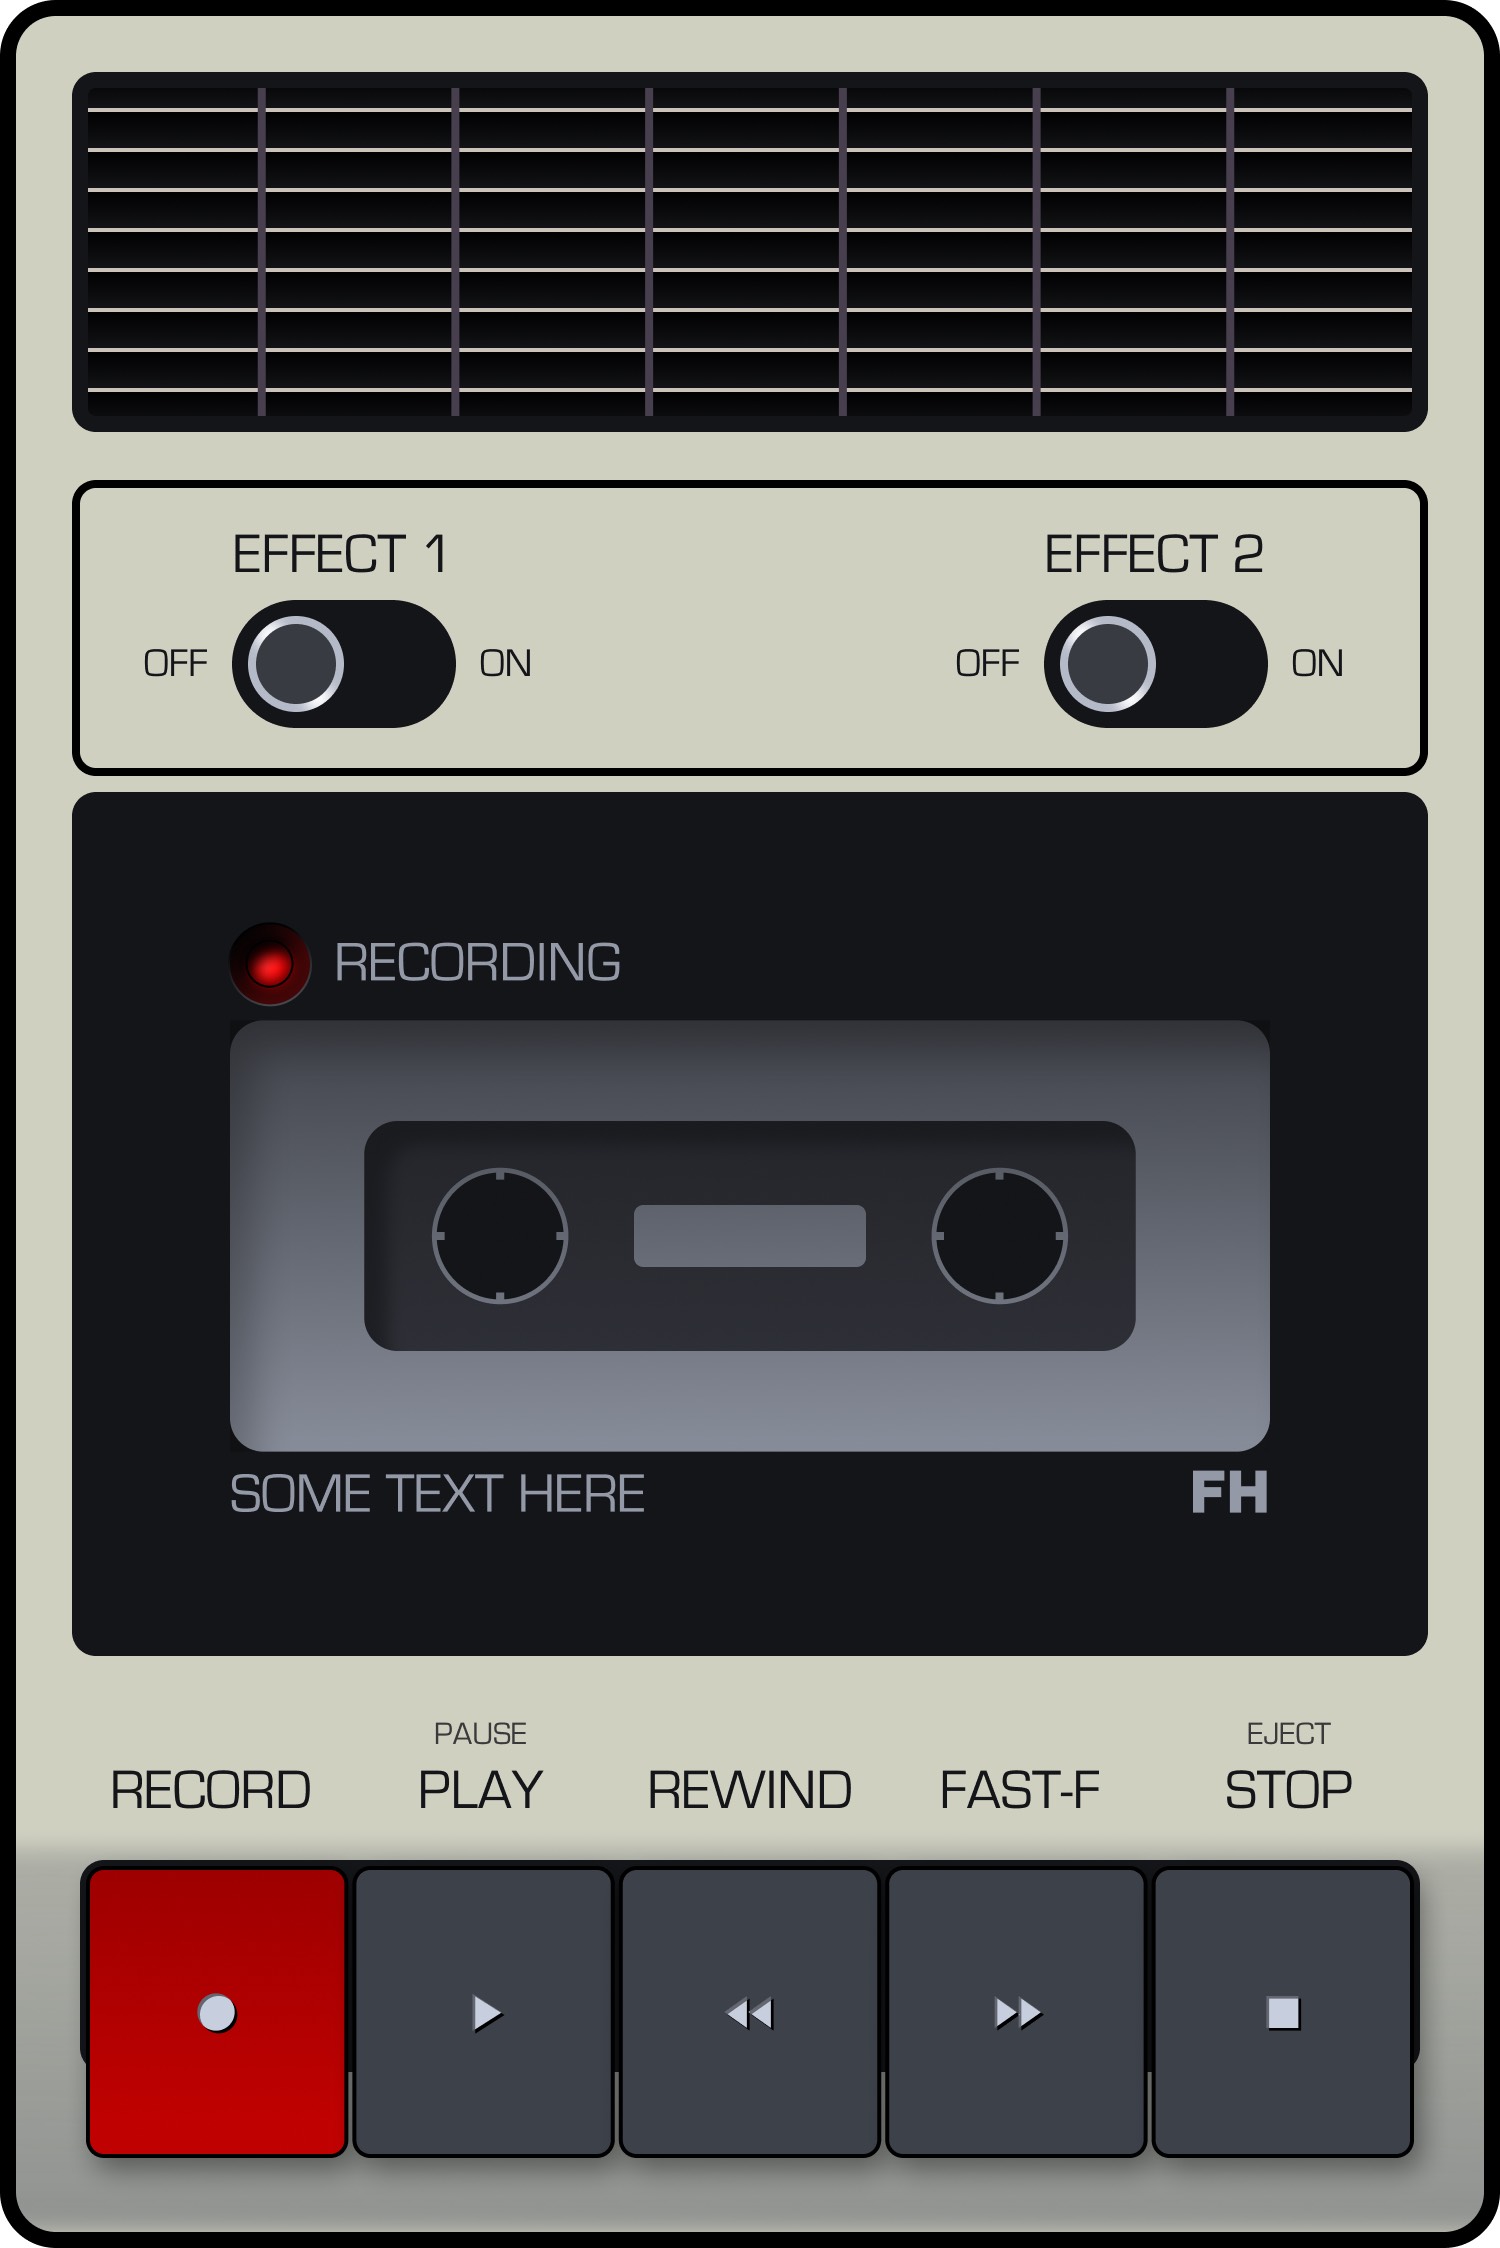 EFFECT 1
EFFECT 2
OFF
ON
OFF
ON
RECORDING
SOME TEXT HERE
FH
PAUSE
EJECT
RECORD
PLAY
REWIND
FAST-F
STOP